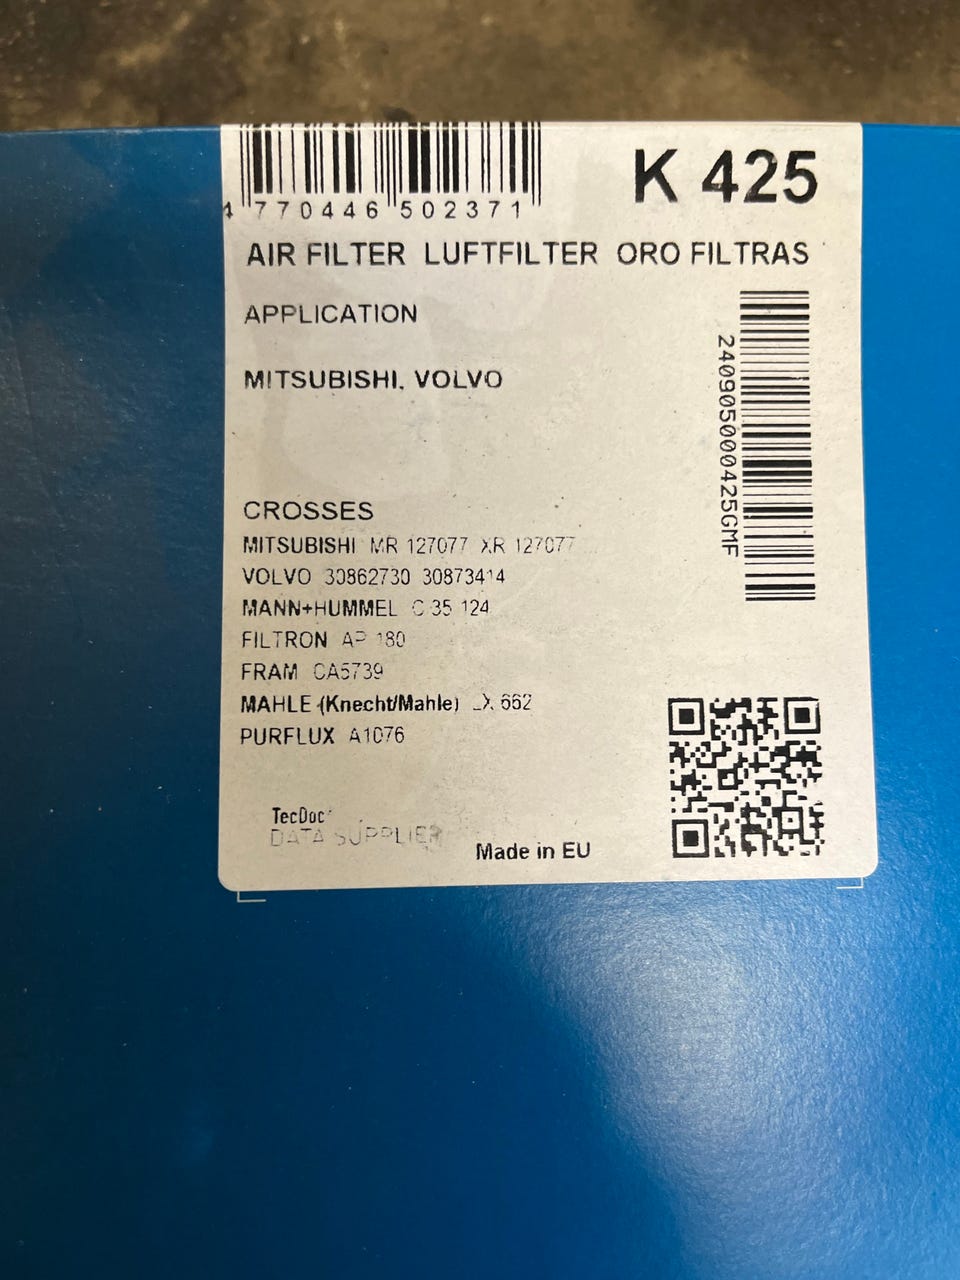 K 425
4 770446 502371
AIR FILTER LUFTFILTER ORO FILTRAS
APPLICATION
MITSUBISHI, VOLVO
240905000425GMF
CROSSES
MITSUBISHI MR 127077 XR 127077
VOLVO 30862730 30873414
MANN+HUMMEL C 35 124
FILTRON AP 180
FRAM CA5739
MAHLE (Knecht/Mahle) LX 662
PURFLUX A1076
TecDoc
DATA SUPPLIER
Made in EU